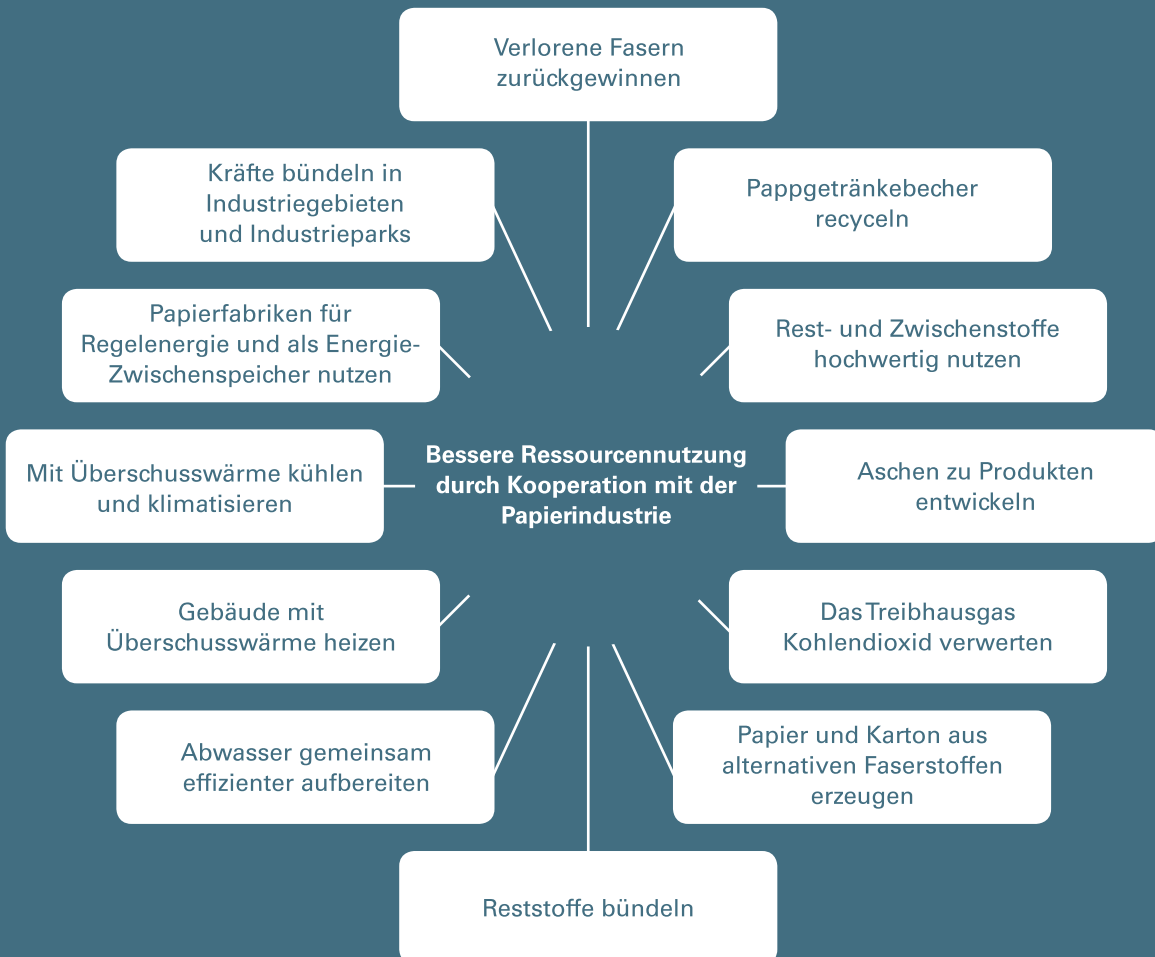 Verlorene Fasern
zurückgewinnen
Kräfte bündeln in
Industriegebieten
und Industrieparks
Pappgetränkebecher
recyceln
Papierfabriken für
Regelenergie und als Energie-
Zwischenspeicher nutzen
Rest- und Zwischenstoffe
hochwertig nutzen
Mit Überschusswärme kühlen
und klimatisieren
Bessere Ressourcennutzung
durch Kooperation mit der
Papierindustrie
Aschen zu Produkten
entwickeln
Gebäude mit
Überschusswärme heizen
Das Treibhausgas
Kohlendioxid verwerten
Abwasser gemeinsam
effizienter aufbereiten
Papier und Karton aus
alternativen Faserstoffen
erzeugen
Reststoffe bündeln